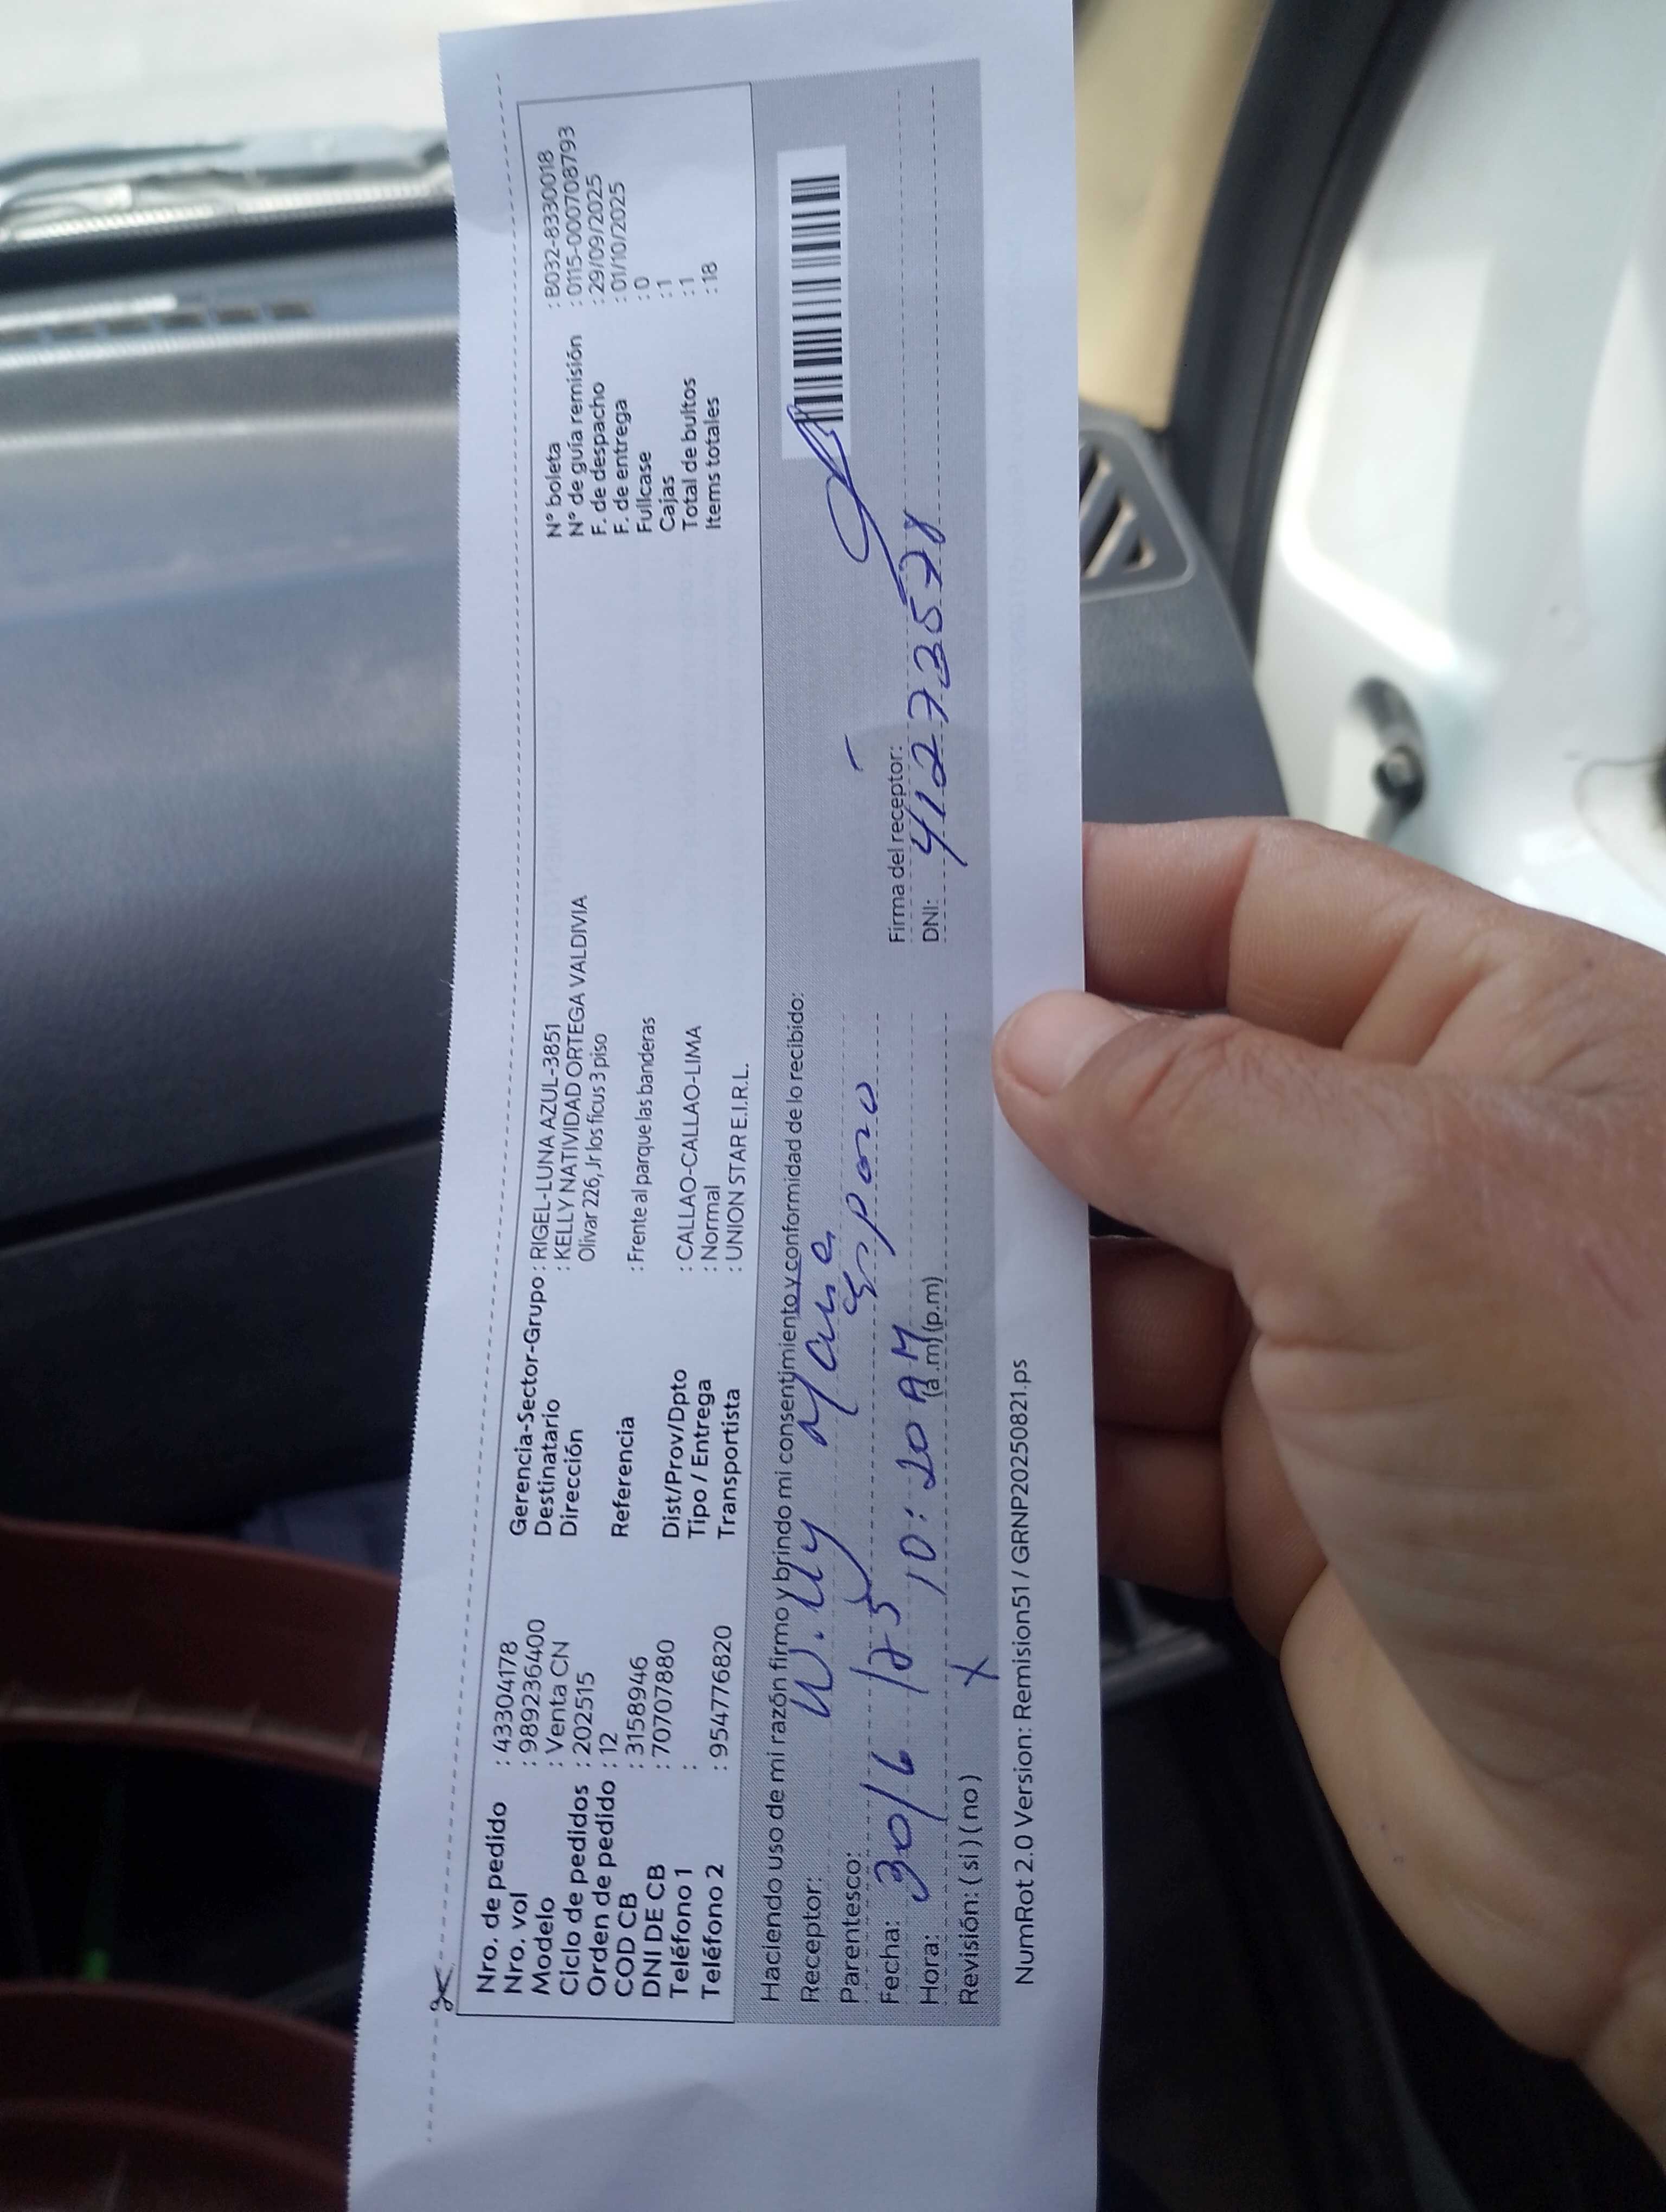 Nro. de pedido : 43304178
Nro. vol : 989236400
Modelo : Venta CN
Ciclo de pedidos : 202515
Orden de pedido : 12
COD CB : 3158946
DNI DE CB : 70707880
Teléfono 1 :
Teléfono 2 : 954776820
Gerencia-Sector-Grupo : RIGEL-LUNA AZUL-3851
Destinatario : KELLY NATIVIDAD ORTEGA VALDIVIA
Dirección Olivar 226, Jr los ficus 3 piso
Referencia : Frente al parque las banderas
Dist/Prov/Dpto : CALLAO-CALLAO-LIMA
Tipo / Entrega : Normal
Transportista : UNION STAR E.I.R.L.
N° boleta : B032-8330018
N° de guía remisión : 0115-0007708793
F. de despacho : 29/09/2025
F. de entrega : 01/10/2025
Fullcase : 0
Cajas : 1
Total de bultos : 1
Items totales : 18
Haciendo uso de mi razón firmo y brindo mi consentimiento y conformidad de lo recibido:
Receptor: Willy
Parentesco: Esposo
Fecha: 30/ /25
Hora: 10:20 AM (a.m) (p.m)
Revisión: ( si ) ( no ) X
Firma del receptor:
DNI: 41273578
NumRot 2.0 Version: Remision51 / GRNP20250821.ps